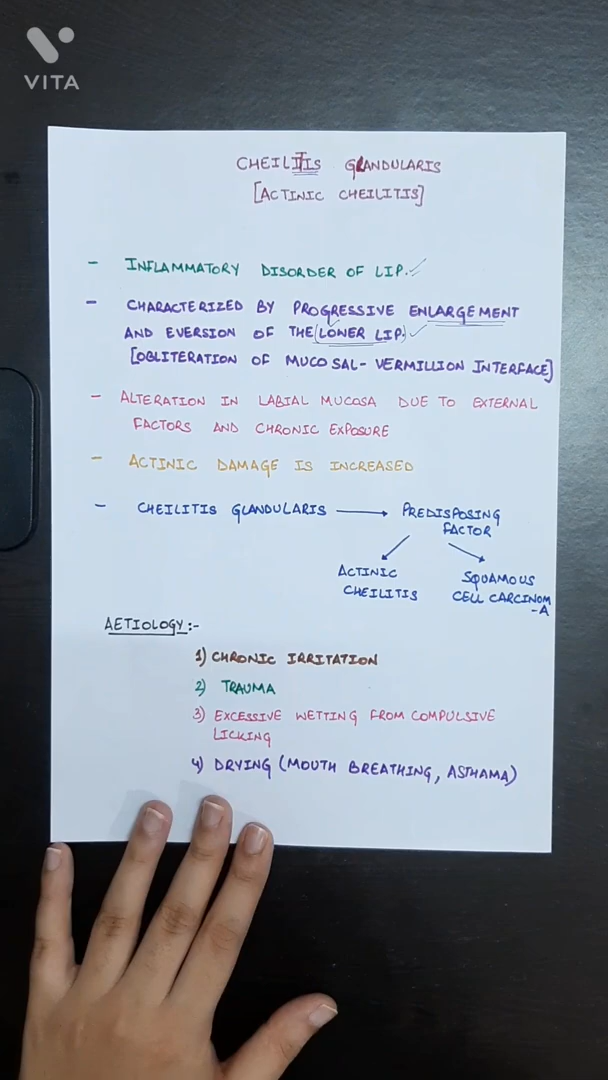 VITA
CHEILITIS GLANDULARIS
[ACTINIC CHEILITIS]
- INFLAMMATORY DISORDER OF LIP.
- CHARACTERIZED BY PROGRESSIVE ENLARGEMENT
AND EVERSION OF THE (LONER LIP.)
[OBLITERATION OF MUCOSAL-VERMILLION INTERFACE]
- ALTERATION IN LABIAL MUCOSA DUE TO EXTERNAL
FACTORS AND CHRONIC EXPOSURE
- ACTINIC DAMAGE IS INCREASED
- CHEILITIS GLANDULARIS → PREDISPOSING
FACTOR
ACTINIC
CHEILITIS
SQUAMOUS
CELL CARCINOM
-A
AETIOLOGY:-
1) CHRONIC IRRITATION
2) TRAUMA
3) EXCESSIVE WETTING FROM COMPULSIVE
LICKING
4) DRYING (MOUTH BREATHING, ASTHAMA)